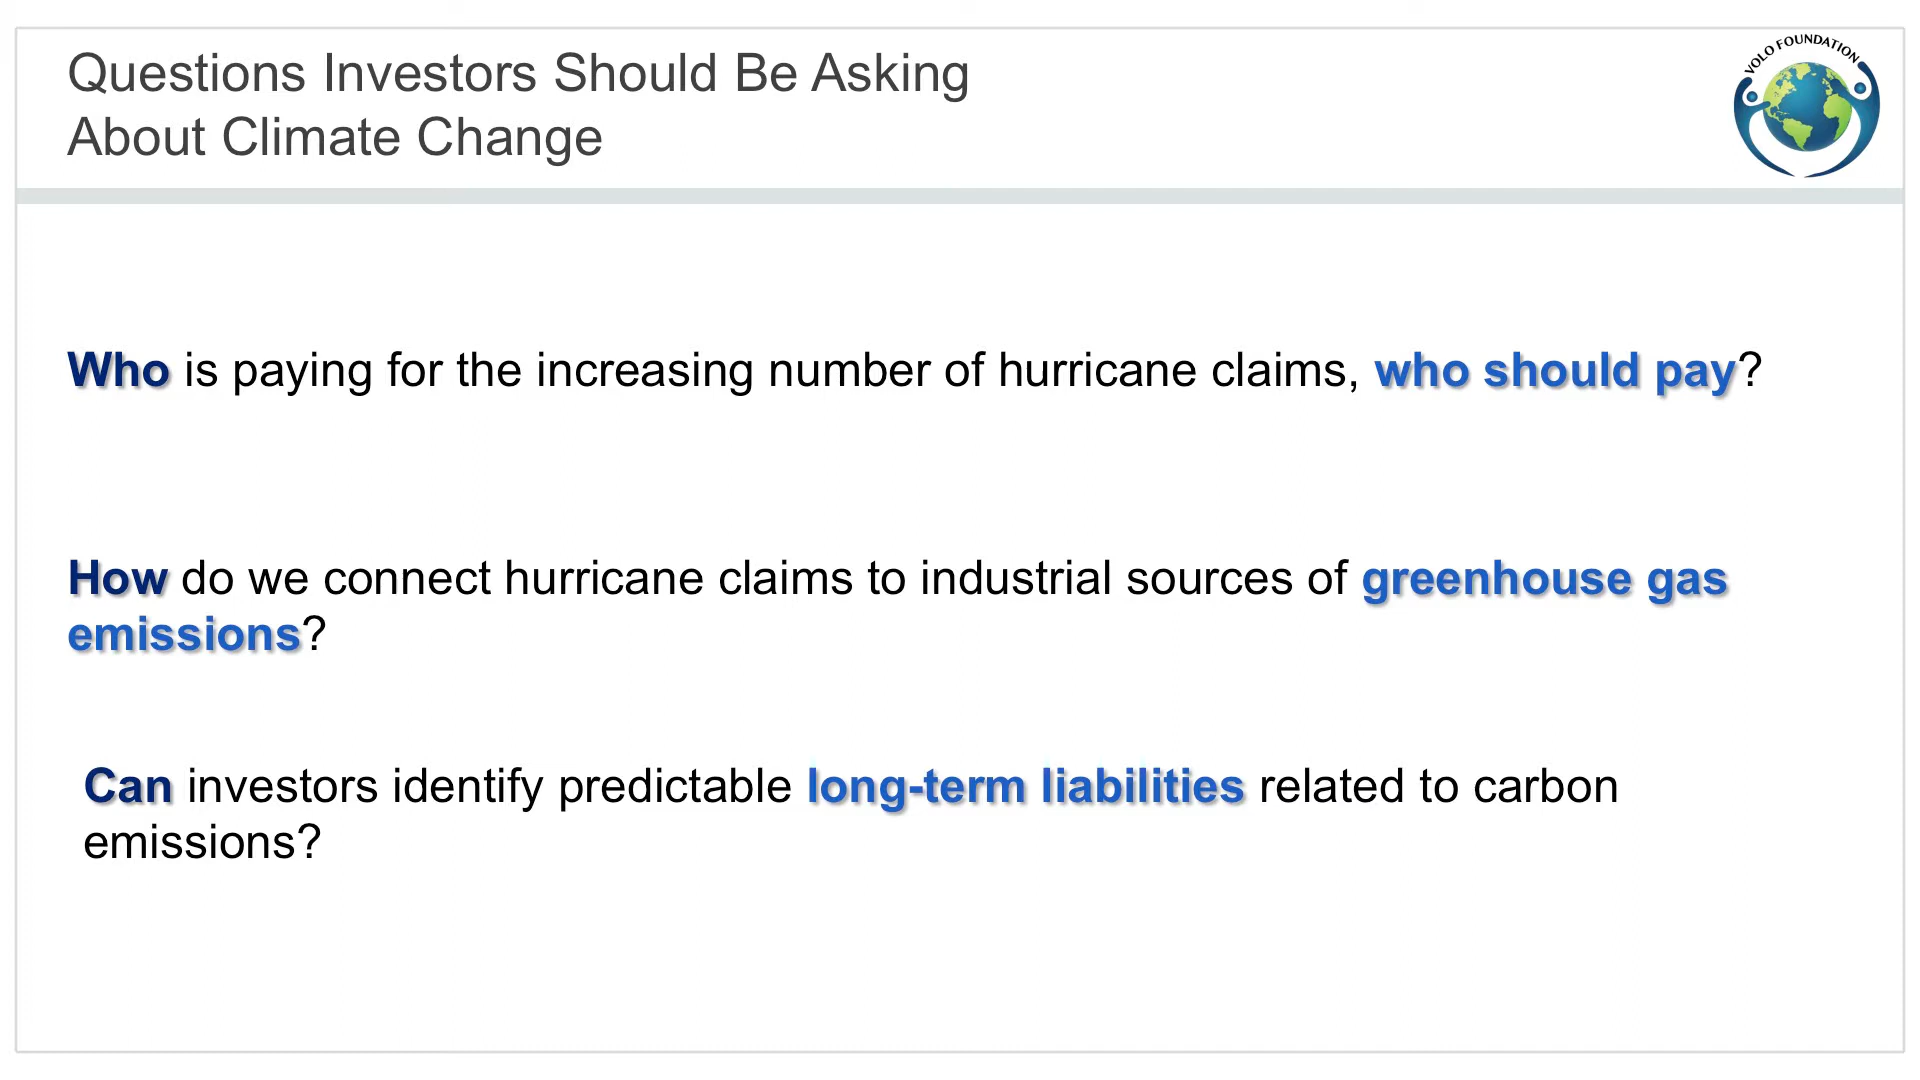 Questions Investors Should Be Asking
About Climate Change
VOLO FOUNDATION
Who is paying for the increasing number of hurricane claims, who should pay?
How do we connect hurricane claims to industrial sources of greenhouse gas
emissions?
Can investors identify predictable long-term liabilities related to carbon
emissions?